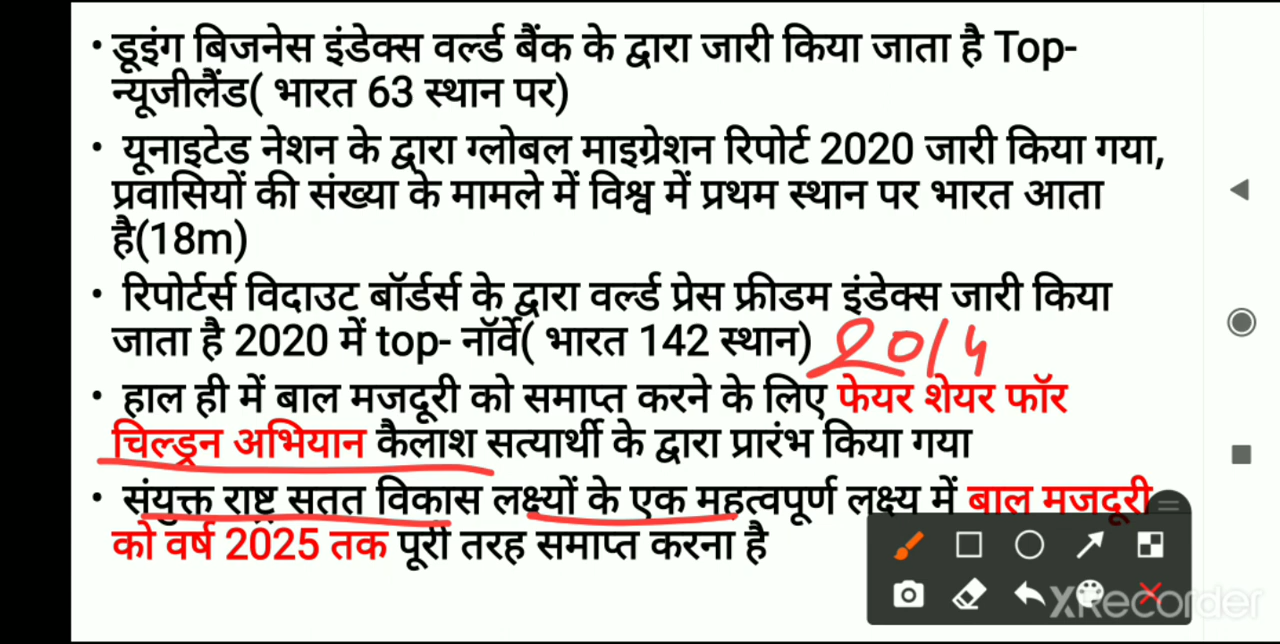 • डूइंग बिजनेस इंडेक्स वर्ल्ड बैंक के द्वारा जारी किया जाता है Top-
न्यूजीलैंड( भारत 63 स्थान पर)
• यूनाइटेड नेशन के द्वारा ग्लोबल माइग्रेशन रिपोर्ट 2020 जारी किया गया,
प्रवासियों की संख्या के मामले में विश्व में प्रथम स्थान पर भारत आता
है(18m)
• रिपोर्टर्स विदाउट बॉर्डर्स के द्वारा वर्ल्ड प्रेस फ्रीडम इंडेक्स जारी किया
जाता है 2020 में top- नॉर्वे( भारत 142 स्थान) 2014
• हाल ही में बाल मजदूरी को समाप्त करने के लिए फेयर शेयर फॉर
चिल्ड्रन अभियान कैलाश सत्यार्थी के द्वारा प्रारंभ किया गया
• संयुक्त राष्ट्र सतत विकास लक्ष्यों के एक महत्वपूर्ण लक्ष्य में बाल मजदूरी
को वर्ष 2025 तक पूरी तरह समाप्त करना है
XRecorder